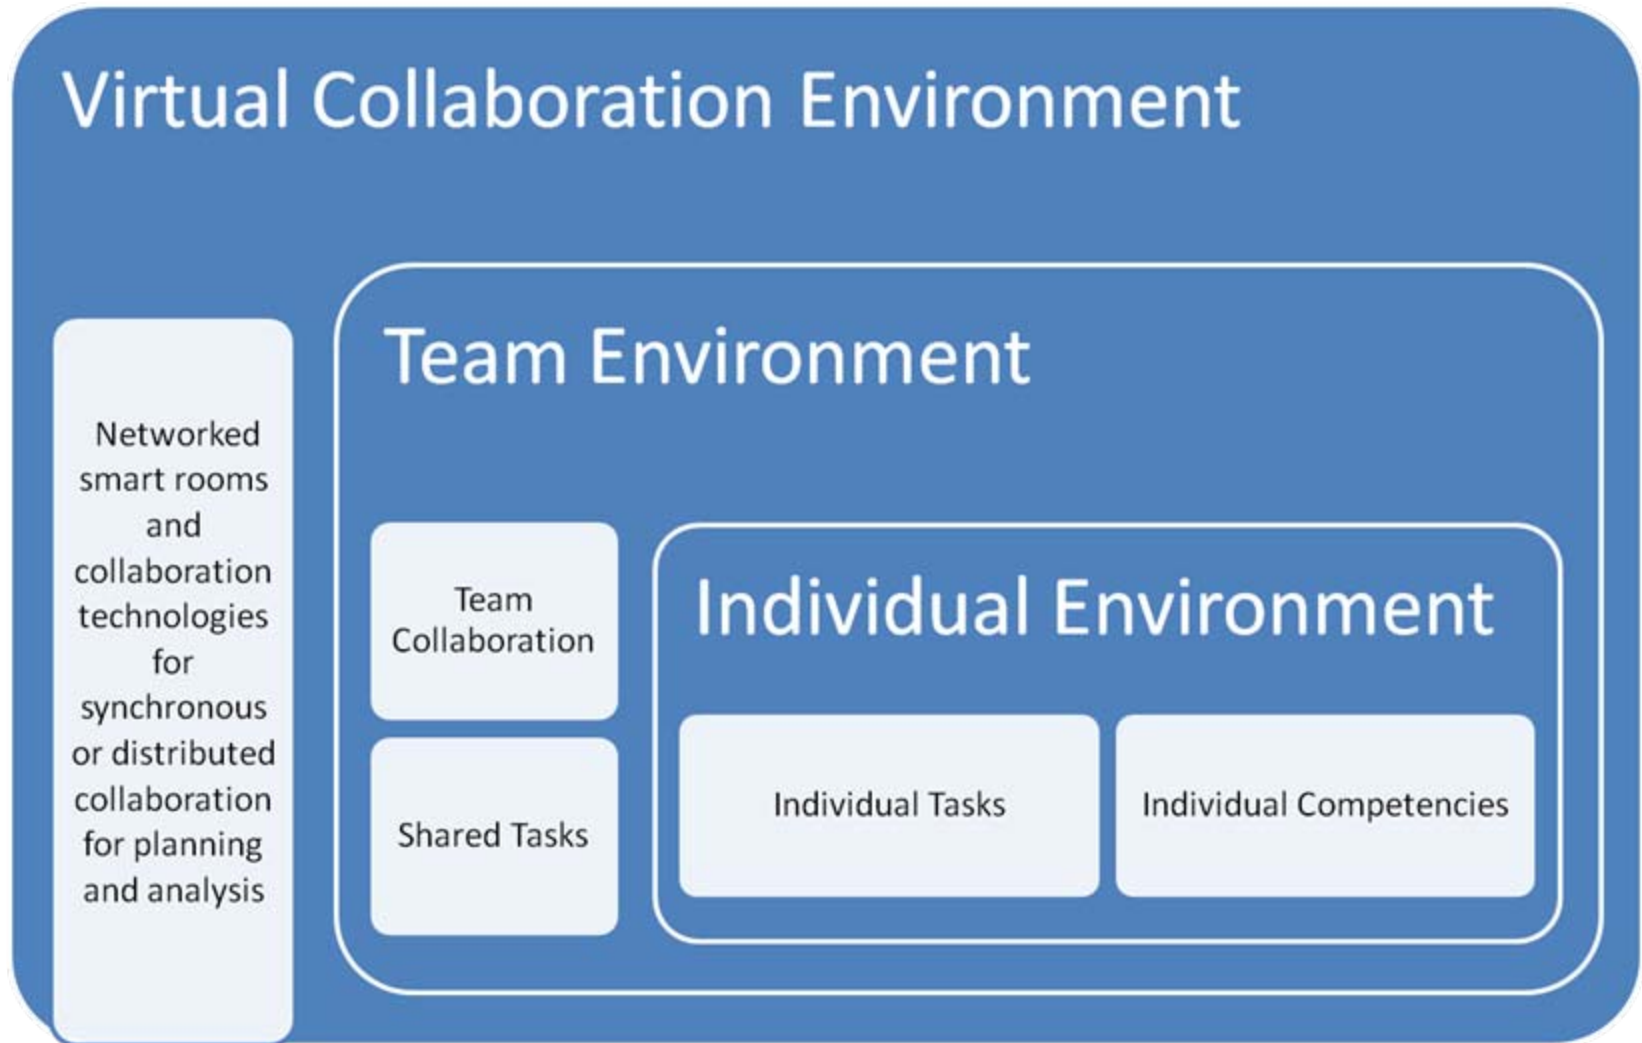 Virtual Collaboration Environment
Networked
smart rooms
and
collaboration
technologies
for
synchronous
or distributed
collaboration
for planning
and analysis
Team Environment
Team
Collaboration
Shared Tasks
Individual Environment
Individual Tasks
Individual Competencies